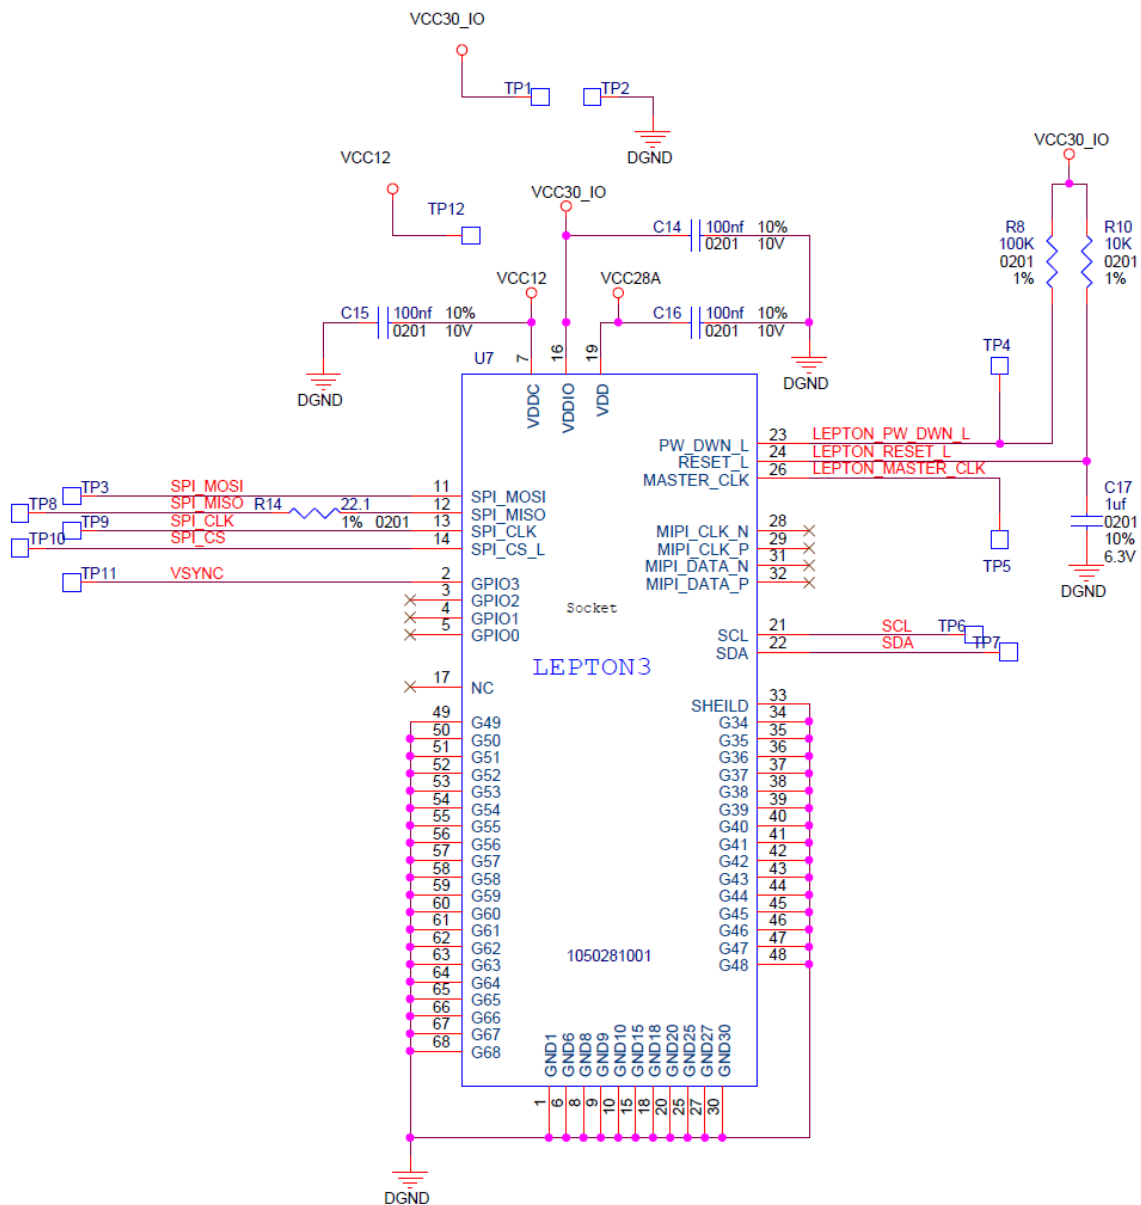 VCC30_IO
TP1
TP2
DGND
VCC12
TP12
VCC30_IO
VCC30_IO
C14 100nf 10%
0201 10V
R8
100K
0201
1%
R10
10K
0201
1%
VCC12
VCC28A
C15 100nf 10%
0201 10V
C16 100nf 10%
0201 10V
DGND
DGND
U7
7
16
19
VDDC
VDDIO
VDD
TP4
PW_DWN_L 23 LEPTON_PW_DWN_L
RESET_L 24 LEPTON_RESET_L
MASTER_CLK 26 LEPTON_MASTER_CLK
TP3 SPI_MOSI 11 SPI_MOSI
TP8 SPI_MISO R14 22.1 12 SPI_MISO
1% 0201
TP9 SPI_CLK 13 SPI_CLK
TP10 SPI_CS 14 SPI_CS_L
C17
1uf
0201
10%
6.3V
DGND
TP5
MIPI_CLK_N 28
MIPI_CLK_P 29
MIPI_DATA_N 31
MIPI_DATA_P 32
TP11 VSYNC 2 GPIO3
3 GPIO2
4 GPIO1
5 GPIO0
Socket
SCL 21 SCL TP6
SDA 22 SDA TP7
LEPTON3
17 NC
SHEILD 33
49 G49
G34 34
50 G50
G35 35
51 G51
G36 36
52 G52
G37 37
53 G53
G38 38
54 G54
G39 39
55 G55
G40 40
56 G56
G41 41
57 G57
G42 42
58 G58
G43 43
59 G59
G44 44
60 G60
G45 45
61 G61
G46 46
62 G62
G47 47
63 G63
G48 48
1050281001
64 G64
65 G65
66 G66
67 G67
68 G68
GND1
GND6
GND8
GND9
GND10
GND15
GND18
GND20
GND25
GND27
GND30
1
6
8
9
10
15
18
20
25
27
30
DGND